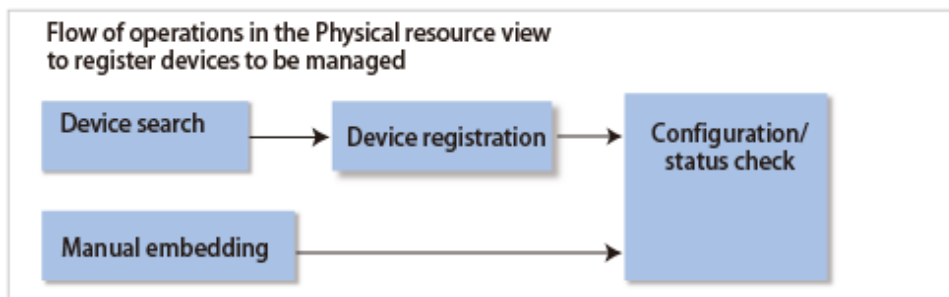 Flow of operations in the Physical resource view
to register devices to be managed
Device search
Device registration
Configuration/
status check
Manual embedding